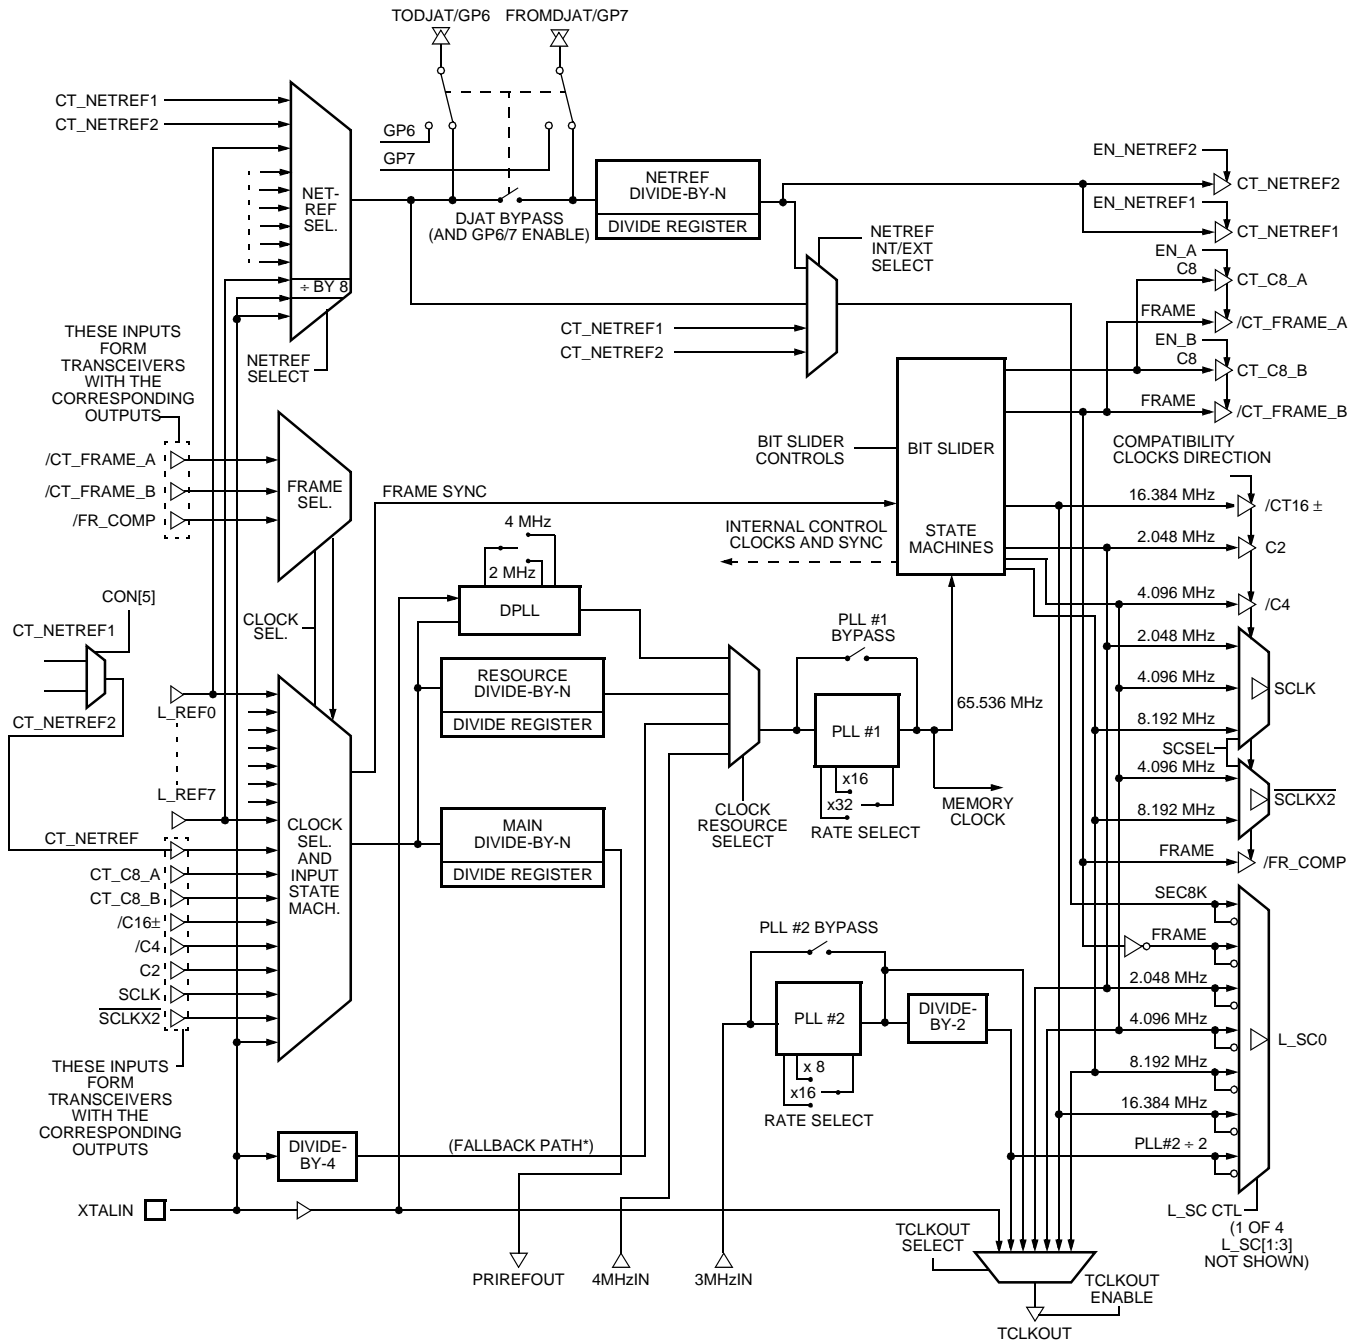 TODJAT/GP6
FROMDJAT/GP7
CT_NETREF1
CT_NETREF2
GP6
GP7
NET-
REF
SEL.
÷ BY 8
DJAT BYPASS
(AND GP6/7 ENABLE)
NETREF
DIVIDE-BY-N
DIVIDE REGISTER
NETREF
INT/EXT
SELECT
EN_NETREF2
CT_NETREF2
EN_NETREF1
CT_NETREF1
EN_A
C8
CT_C8_A
FRAME
/CT_FRAME_A
EN_B
C8
CT_C8_B
FRAME
/CT_FRAME_B
CT_NETREF1
CT_NETREF2
THESE INPUTS
FORM
TRANSCEIVERS
WITH THE
CORRESPONDING
OUTPUTS
NETREF
SELECT
/CT_FRAME_A
/CT_FRAME_B
/FR_COMP
FRAME
SEL.
FRAME SYNC
BIT SLIDER
CONTROLS
BIT SLIDER
STATE
MACHINES
INTERNAL CONTROL
CLOCKS AND SYNC
COMPATIBILITY
CLOCKS DIRECTION
16.384 MHz
/CT16 ±
2.048 MHz
C2
4.096 MHz
/C4
2.048 MHz
4.096 MHz
SCLK
8.192 MHz
SCSEL
4.096 MHz
SCLKX2
8.192 MHz
FRAME
/FR_COMP
4 MHz
2 MHz
DPLL
CLOCK
SEL.
CON[5]
CT_NETREF1
CT_NETREF2
RESOURCE
DIVIDE-BY-N
DIVIDE REGISTER
PLL #1
BYPASS
PLL #1
65.536 MHz
x16
x32
RATE SELECT
MEMORY
CLOCK
CLOCK
RESOURCE
SELECT
L_REF0
L_REF7
CT_NETREF
CT_C8_A
CT_C8_B
/C16±
/C4
C2
SCLK
SCLKX2
CLOCK
SEL.
AND
INPUT
STATE
MACH.
MAIN
DIVIDE-BY-N
DIVIDE REGISTER
THESE INPUTS
FORM
TRANSCEIVERS
WITH THE
CORRESPONDING
OUTPUTS
PLL #2 BYPASS
PLL #2
DIVIDE-
BY-2
x 8
x16
RATE SELECT
SEC8K
FRAME
2.048 MHz
4.096 MHz
L_SC0
8.192 MHz
16.384 MHz
PLL#2 ÷ 2
L_SC CTL
(1 OF 4
L_SC[1:3]
NOT SHOWN)
DIVIDE-
BY-4
(FALLBACK PATH*)
XTALIN
PRIREFOUT
4MHzIN
3MHzIN
TCLKOUT
SELECT
TCLKOUT
ENABLE
TCLKOUT